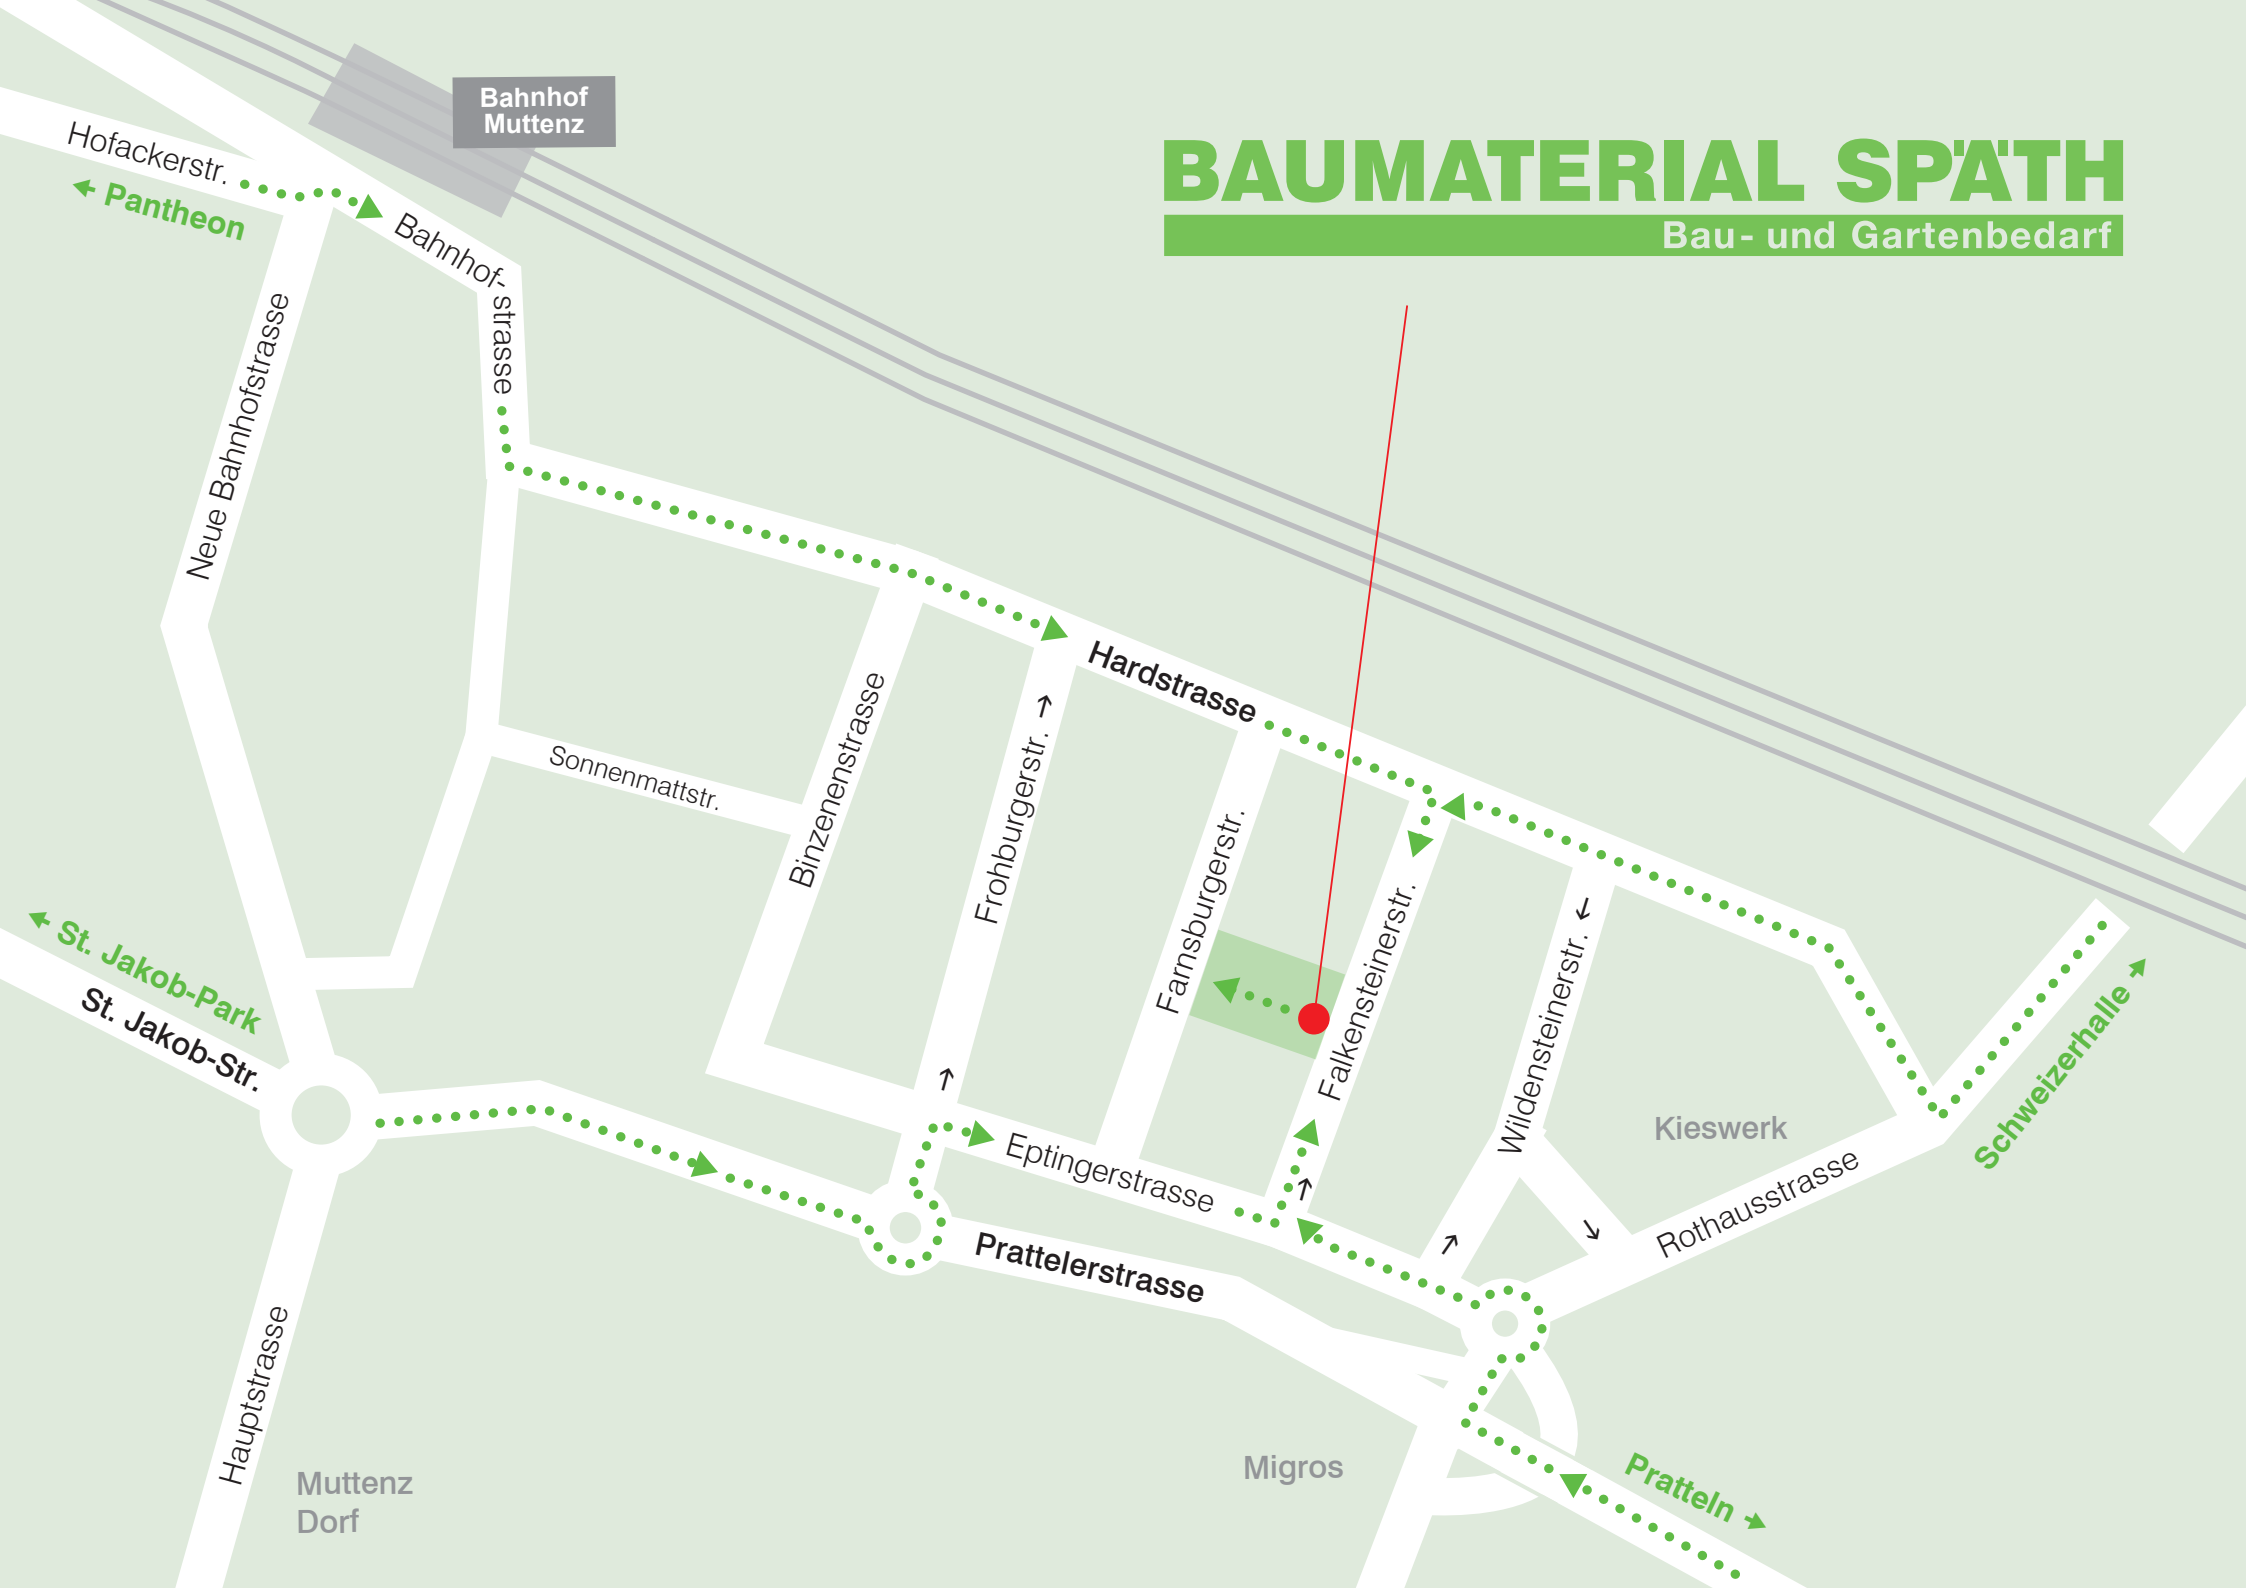 Bahnhof
Muttenz
BAUMATERIAL SPÄTH
Bau- und Gartenbedarf
Hofackerstr.
← Pantheon
Bahnhof-
strasse
Neue Bahnhofstrasse
Hardstrasse
Sonnenmattstr.
Binzenenstrasse
Frohburgerstr. →
Farnsburgerstr.
Falkensteinerstr.
Wildensteinerstr. →
← St. Jakob-Park
St. Jakob-Str.
Kieswerk
Schweizerhalle →
Eptingerstrasse
Rothausstrasse
Prattelerstrasse
Hauptstrasse
Muttenz
Dorf
Migros
Pratteln →